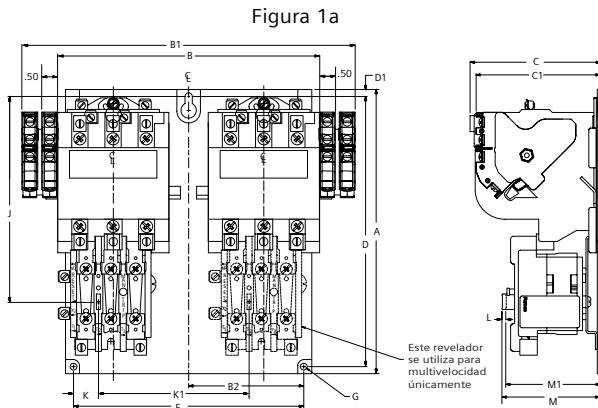 Figura 1a
B1
B
.50
.50
D1
C
C1
J
D
A
L
K
K1
B2
E
G
M1
M
Este revelador
se utiliza para
multivelocidad
únicamente